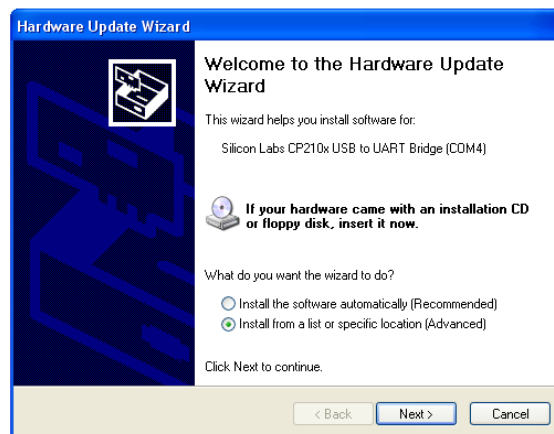 Hardware Update Wizard
Welcome to the Hardware Update
Wizard
This wizard helps you install software for:
Silicon Labs CP210x USB to UART Bridge (COM4)
If your hardware came with an installation CD
or floppy disk, insert it now.
What do you want the wizard to do?
Install the software automatically (Recommended)
Install from a list or specific location (Advanced)
Click Next to continue.
< Back Next > Cancel